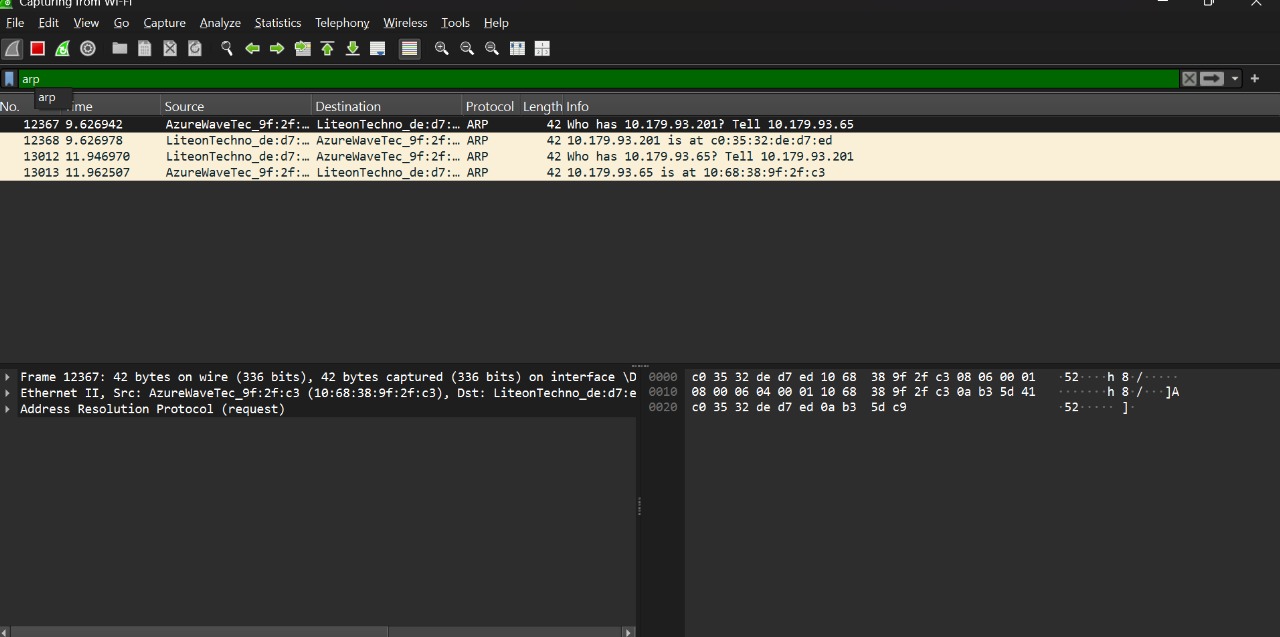 Capturing from Wi-Fi
File Edit View Go Capture Analyze Statistics Telephony Wireless Tools Help
arp
arp
No. Source Destination Protocol Length Info
12367 9.626942 AzureWaveTec_9f:2f:… LiteonTechno_de:d7:… ARP 42 Who has 10.179.93.201? Tell 10.179.93.65
12368 9.626978 LiteonTechno_de:d7:… AzureWaveTec_9f:2f:… ARP 42 10.179.93.201 is at c0:35:32:de:d7:ed
13012 11.946970 LiteonTechno_de:d7:… AzureWaveTec_9f:2f:… ARP 42 Who has 10.179.93.65? Tell 10.179.93.201
13013 11.962507 AzureWaveTec_9f:2f:… LiteonTechno_de:d7:… ARP 42 10.179.93.65 is at 10:68:38:9f:2f:c3
Frame 12367: 42 bytes on wire (336 bits), 42 bytes captured (336 bits) on interface \D
Ethernet II, Src: AzureWaveTec_9f:2f:c3 (10:68:38:9f:2f:c3), Dst: LiteonTechno_de:d7:e
Address Resolution Protocol (request)
0000 c0 35 32 de d7 ed 10 68 38 9f 2f c3 08 06 00 01 ·52····h 8·/·····
0010 08 00 06 04 00 01 10 68 38 9f 2f c3 0a b3 5d 41 ·······h 8·/···]A
0020 c0 35 32 de d7 ed 0a b3 5d c9 ·52····· ]·